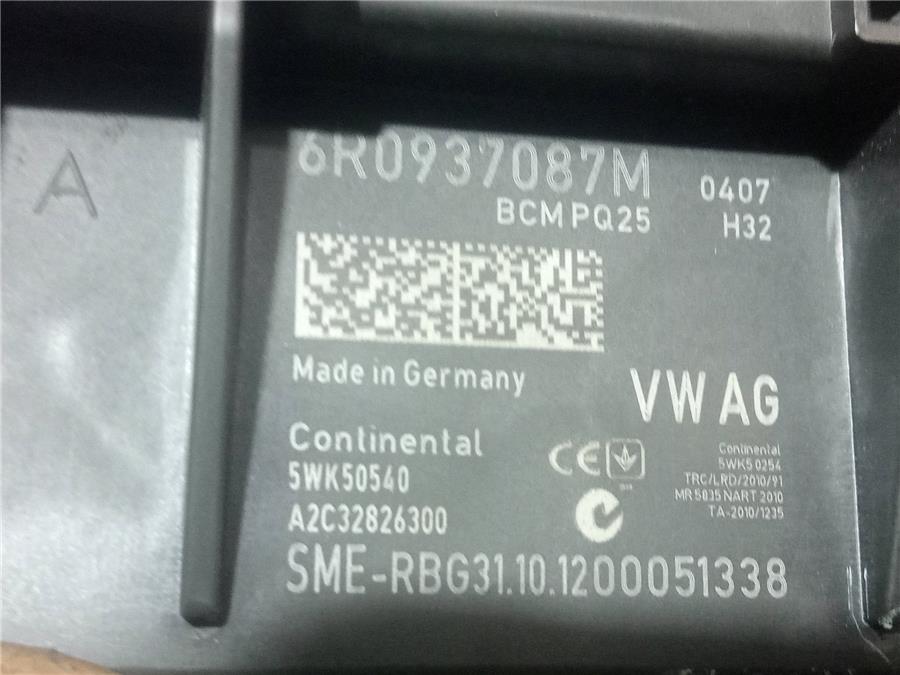 A
6R0937087M
0407
BCM PQ25
H32
Made in Germany
VW AG
Continental
5WK50540
A2C32826300
CE
Continental
5WK5 0254
TRC/LRD/2010/91
MR 5835 NART 2010
TA-2010/1235
SME-RBG31.10.1200051338